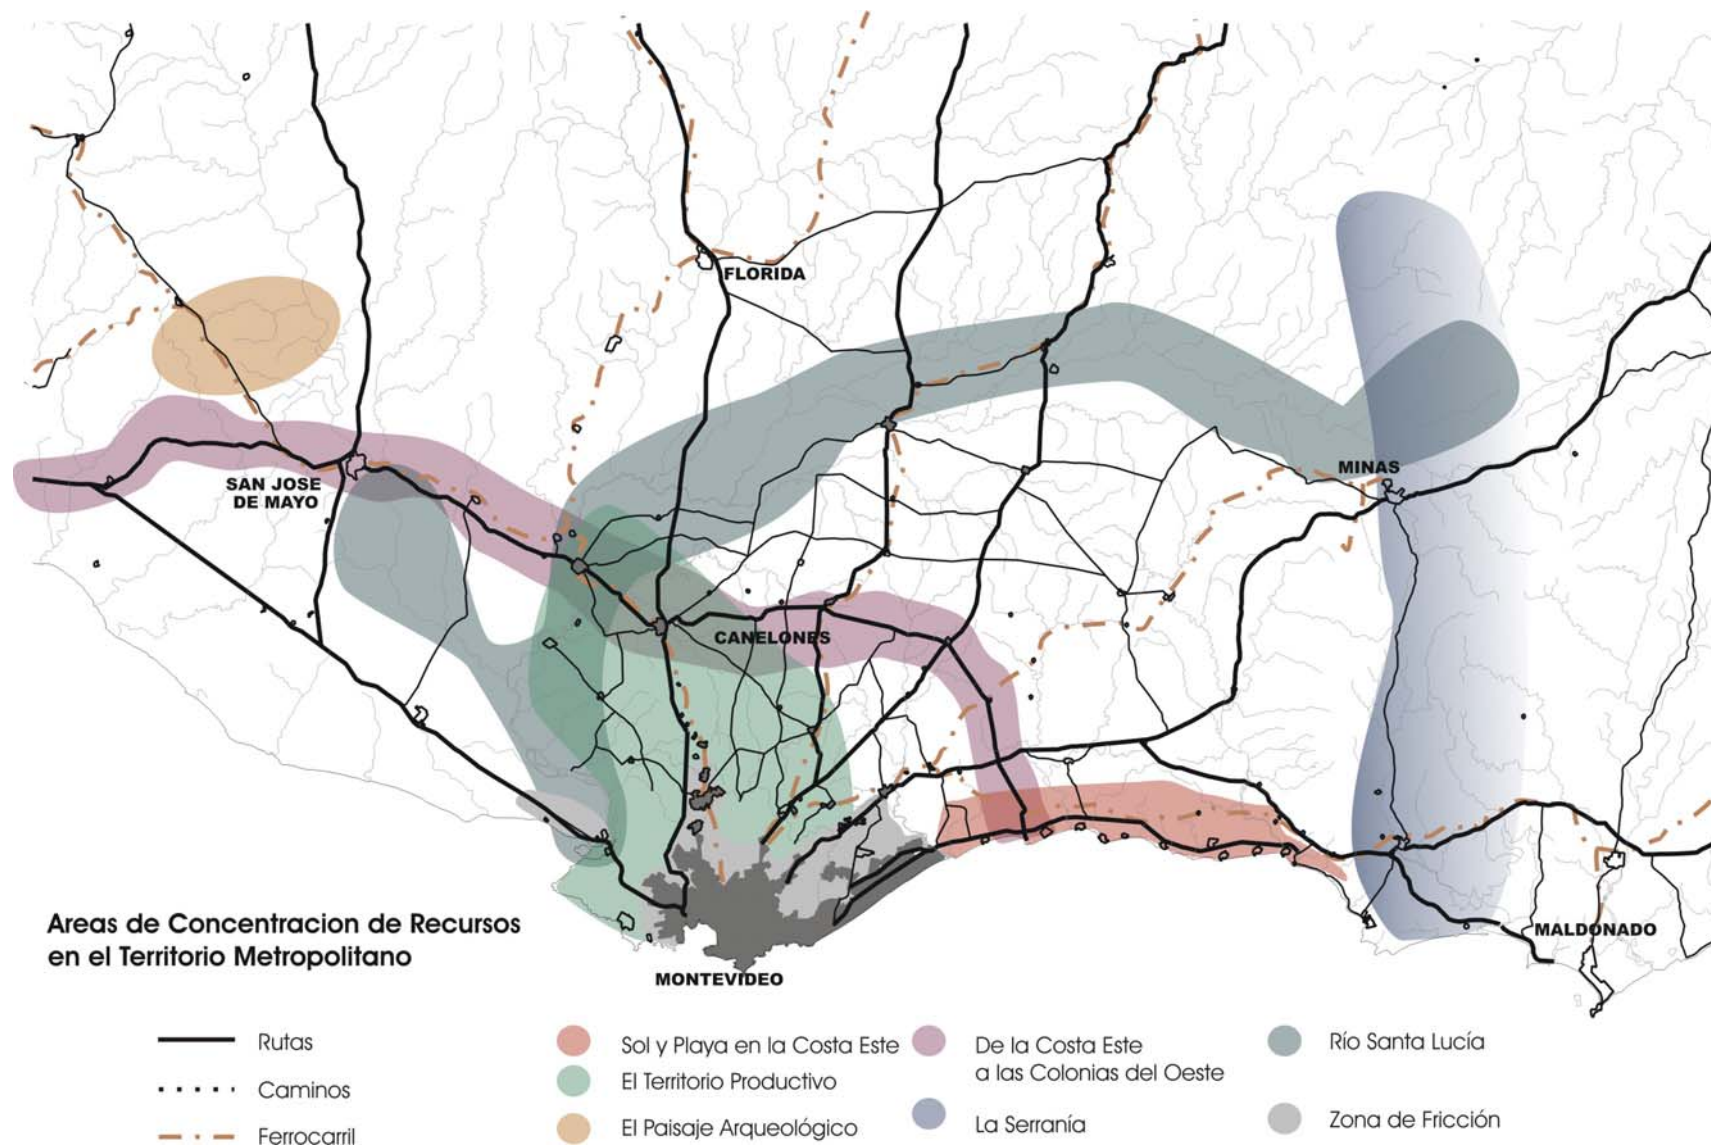 FLORIDA
SAN JOSE
DE MAYO
MINAS
CANELONES
MALDONADO
MONTEVIDEO
Areas de Concentracion de Recursos
en el Territorio Metropolitano
Rutas
Caminos
Ferrocarril
Sol y Playa en la Costa Este
El Territorio Productivo
El Paisaje Arqueológico
De la Costa Este
a las Colonias del Oeste
La Serranía
Río Santa Lucía
Zona de Fricción